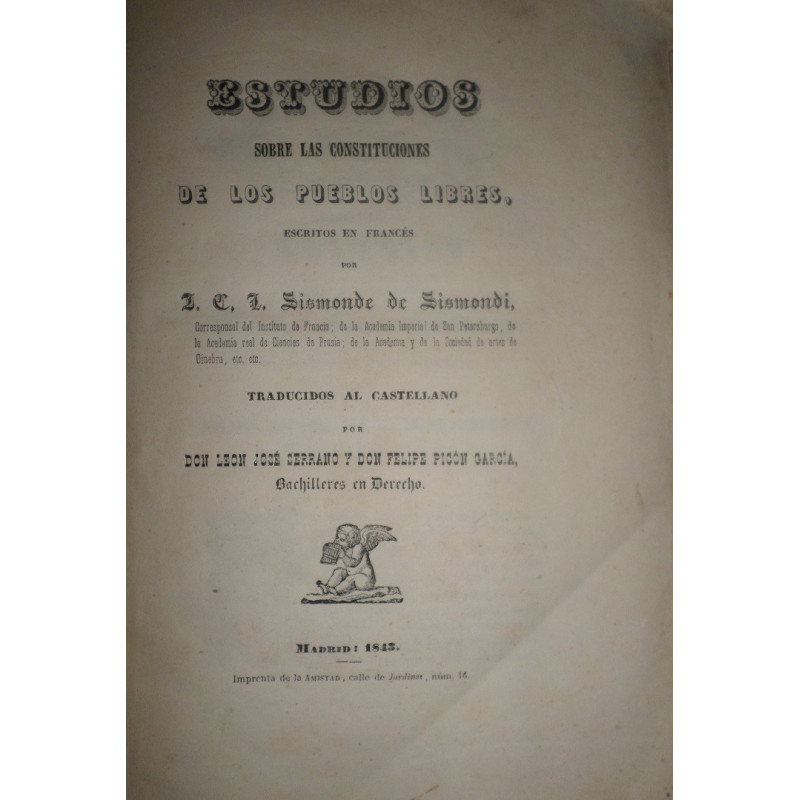 ESTUDIOS
SOBRE LAS CONSTITUCIONES
DE LOS PUEBLOS LIBRES,
ESCRITOS EN FRANCÉS
POR
J. C. L. Sismonde de Sismondi,
Corresponsal del Instituto de Francia; de la Academia Imperial de San Petersburgo, de
la Academia real de Ciencias de Prusia; de la Academia y de la Sociedad de artes de
Ginebra, etc. etc.
TRADUCIDOS AL CASTELLANO
POR
DON LEON JOSÉ SERRANO Y DON FELIPE PICÓN GARCÍA,
Bachilleres en Derecho.
MADRID: 1843.
Imprenta de la AMISTAD, calle de Jardines, núm. 16.